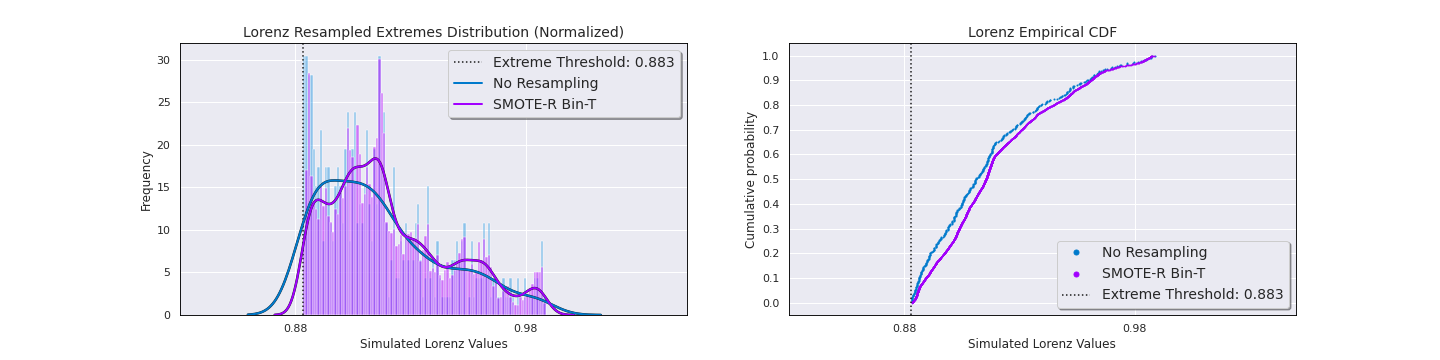 Lorenz Resampled Extremes Distribution (Normalized)
30
25
20
15
10
5
0
Frequency
Extreme Threshold: 0.883
No Resampling
SMOTE-R Bin-T
0.88
0.98
Simulated Lorenz Values
Lorenz Empirical CDF
1.0
0.9
0.8
0.7
0.6
0.5
0.4
0.3
0.2
0.1
0.0
Cumulative probability
No Resampling
SMOTE-R Bin-T
Extreme Threshold: 0.883
0.88
0.98
Simulated Lorenz Values